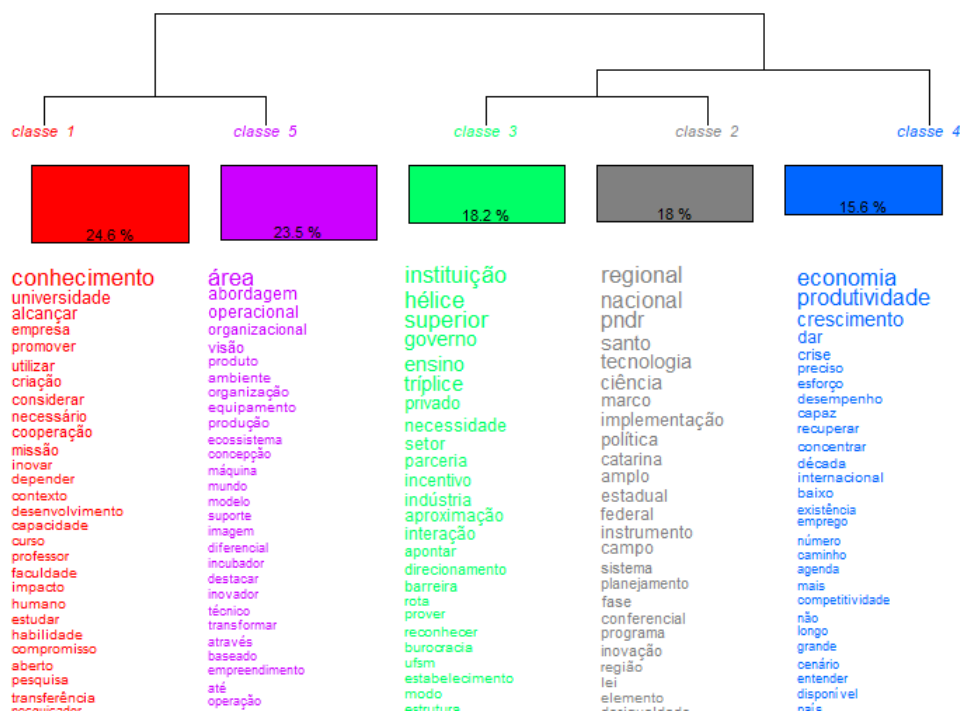 classe 1
classe 5
classe 3
classe 2
classe 4
24.6 %
23.5 %
18.2 %
18 %
15.6 %
conhecimento
universidade
alcançar
empresa
promover
utilizar
criação
considerar
necessário
cooperação
missão
inovar
depender
contexto
desenvolvimento
capacidade
curso
professor
faculdade
impacto
humano
estudar
habilidade
compromisso
aberto
pesquisa
transferência
pesquisador
área
abordagem
operacional
organizacional
visão
produto
ambiente
organização
equipamento
produção
ecossistema
concepção
máquina
mundo
modelo
suporte
imagem
diferencial
incubador
destacar
inovador
técnico
transformar
através
baseado
empreendimento
até
operação
instituição
hélice
superior
governo
ensino
tríplice
privado
necessidade
setor
parceria
incentivo
indústria
aproximação
interação
apontar
direcionamento
barreira
rota
prover
reconhecer
burocracia
ufsm
estabelecimento
modo
estrutura
regional
nacional
pndr
santo
tecnologia
ciência
marco
implementação
política
catarina
amplo
estadual
federal
instrumento
campo
sistema
planejamento
fase
conferencial
programa
inovação
região
lei
elemento
desigualdade
economia
produtividade
crescimento
dar
crise
preciso
esforço
desempenho
capaz
recuperar
concentrar
década
internacional
baixo
existência
emprego
número
caminho
agenda
mais
competitividade
não
longo
grande
cenário
entender
disponível
país